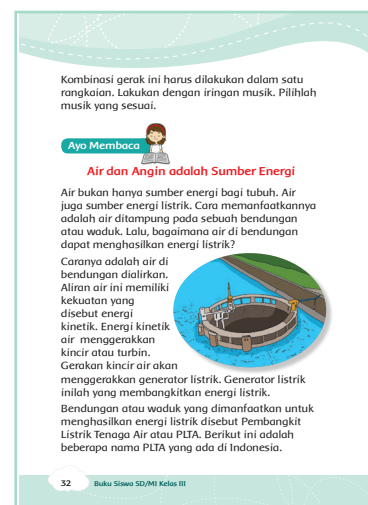 Kombinasi gerak ini harus dilakukan dalam satu
rangkaian. Lakukan dengan iringan musik. Pilihlah
musik yang sesuai.
Ayo Membaca
Air dan Angin adalah Sumber Energi
Air bukan hanya sumber energi bagi tubuh. Air
juga sumber energi listrik. Cara memanfaatkannya
adalah air ditampung pada sebuah bendungan
atau waduk. Lalu, bagaimana air di bendungan
dapat menghasilkan energi listrik?
Caranya adalah air di
bendungan dialirkan.
Aliran air ini memiliki
kekuatan yang
disebut energi
kinetik. Energi kinetik
air menggerakkan
kincir atau turbin.
Gerakan kincir air akan
menggerakkan generator listrik. Generator listrik
inilah yang membangkitkan energi listrik.
Bendungan atau waduk yang dimanfaatkan untuk
menghasilkan energi listrik disebut Pembangkit
Listrik Tenaga Air atau PLTA. Berikut ini adalah
beberapa nama PLTA yang ada di Indonesia.
32 Buku Siswa SD/MI Kelas III